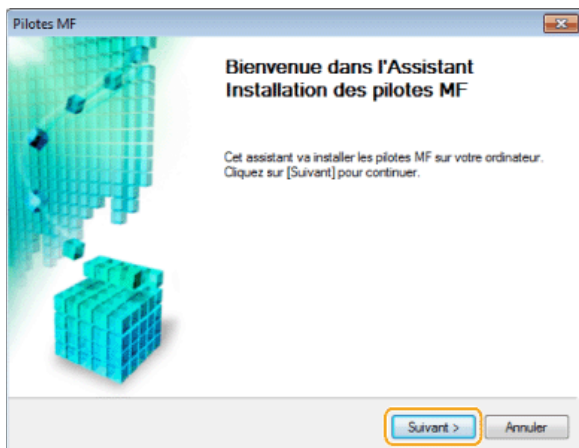 Pilotes MF
Bienvenue dans l'Assistant
Installation des pilotes MF
Cet assistant va installer les pilotes MF sur votre ordinateur.
Cliquez sur [Suivant] pour continuer.
Suivant >
Annuler